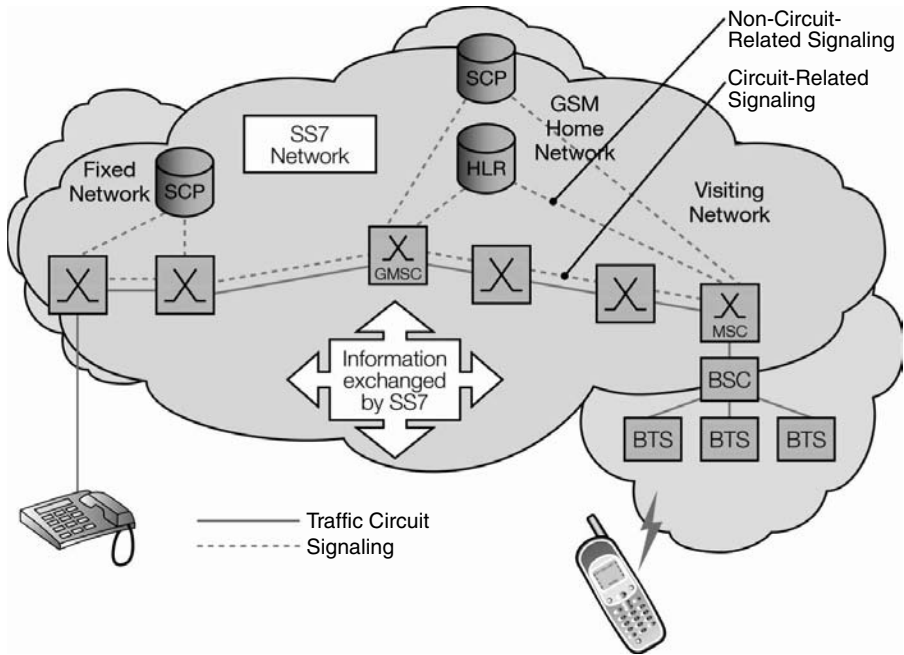 Non-Circuit-
Related Signaling
Circuit-Related
Signaling
SCP
GSM
Home
Network
SS7
Network
HLR
Fixed
Network
SCP
Visiting
Network
GMSC
MSC
Information
exchanged
by SS7
BSC
BTS
BTS
BTS
Traffic Circuit
Signaling